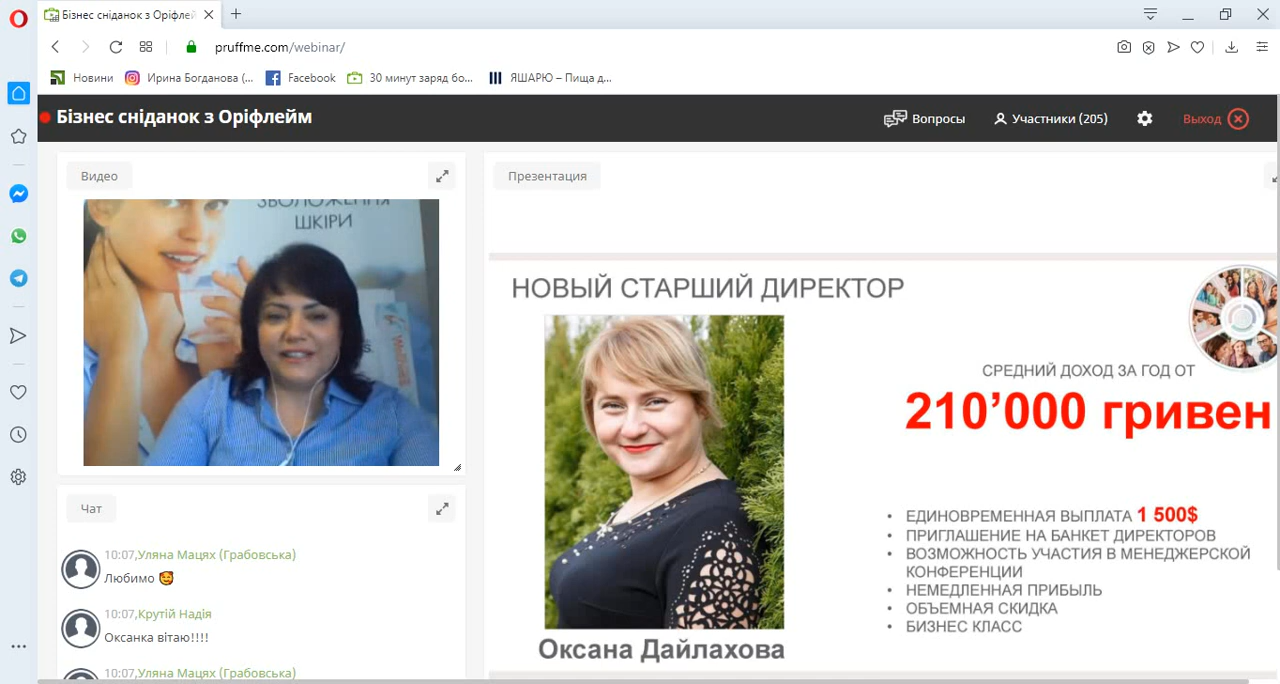 Бізнес сніданок з Оріфлей
pruffme.com/webinar/
Новини
Ирина Богданова (...
Facebook
30 минут заряд бо...
ЯШАРЮ – Пища д...
Бізнес сніданок з Оріфлейм
Вопросы
Участники (205)
Выход
Видео
ЗВОЛОЖЕННЯ
ШКІРИ
Чат
10:07,Уляна Мацях (Грабовська)
Любимо 🥰
10:07,Крутій Надія
Оксанка вітаю!!!!
10:07,Уляна Мацях (Грабовська)
Презентация
НОВЫЙ СТАРШИЙ ДИРЕКТОР
Оксана Дайлахова
СРЕДНИЙ ДОХОД ЗА ГОД ОТ
210’000 гривен
• ЕДИНОВРЕМЕННАЯ ВЫПЛАТА 1 500$
• ПРИГЛАШЕНИЕ НА БАНКЕТ ДИРЕКТОРОВ
• ВОЗМОЖНОСТЬ УЧАСТИЯ В МЕНЕДЖЕРСКОЙ
КОНФЕРЕНЦИИ
• НЕМЕДЛЕННАЯ ПРИБЫЛЬ
• ОБЪЕМНАЯ СКИДКА
• БИЗНЕС КЛАСС